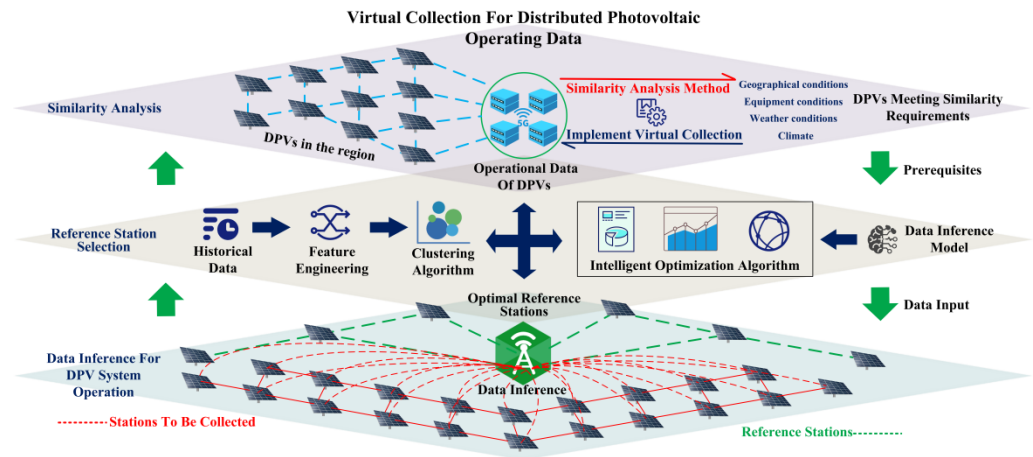 Virtual Collection For Distributed Photovoltaic
Operating Data
Similarity Analysis
DPVs in the region
5G
Similarity Analysis Method
Implement Virtual Collection
Geographical conditions
Equipment conditions
Weather conditions
Climate
DPVs Meeting Similarity
Requirements
Operational Data
Of DPVs
Prerequisites
Reference Station
Selection
Historical
Data
Feature
Engineering
Clustering
Algorithm
Intelligent Optimization Algorithm
Data Inference
Model
Optimal Reference
Stations
Data Input
Data Inference For
DPV System
Operation
Data Inference
Stations To Be Collected
Reference Stations